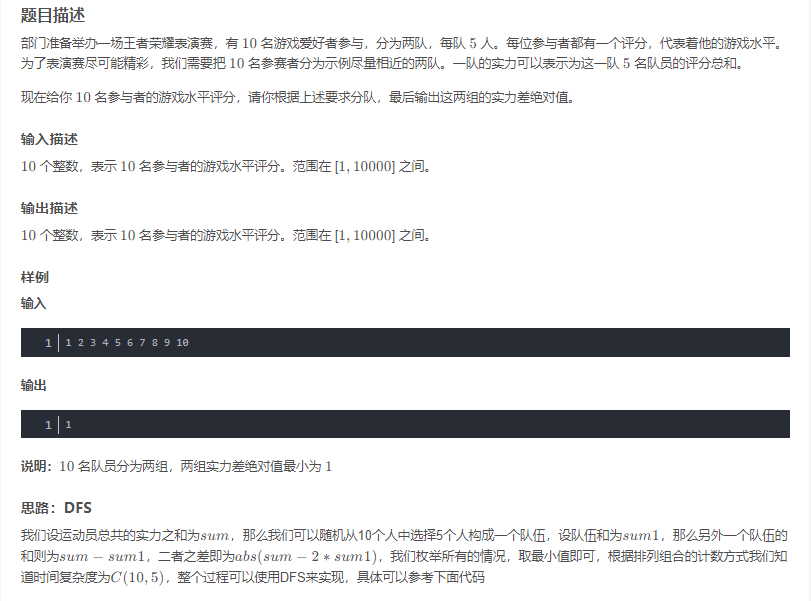 题目描述
部门准备举办一场王者荣耀表演赛，有 10 名游戏爱好者参与，分为两队，每队 5 人。每位参与者都有一个评分，代表着他的游戏水平。
为了表演赛尽可能精彩，我们需要把 10 名参赛者分为示例尽量相近的两队。一队的实力可以表示为这一队 5 名队员的评分总和。
现在给你 10 名参与者的游戏水平评分，请你根据上述要求分队，最后输出这两组的实力差绝对值。
输入描述
10 个整数，表示 10 名参与者的游戏水平评分。范围在 [1, 10000] 之间。
输出描述
10 个整数，表示 10 名参与者的游戏水平评分。范围在 [1, 10000] 之间。
样例
输入
1 1 2 3 4 5 6 7 8 9 10
输出
1 1
说明：10 名队员分为两组，两组实力差绝对值最小为 1
思路：DFS
我们设运动员总共的实力之和为sum，那么我们可以随机从10个人中选择5个人构成一个队伍，设队伍和为sum1，那么另外一个队伍的
和则为sum − sum1，二者之差即为abs(sum − 2 * sum1)，我们枚举所有的情况，取最小值即可，根据排列组合的计数方式我们知
道时间复杂度为C(10, 5)，整个过程可以使用DFS来实现，具体可以参考下面代码